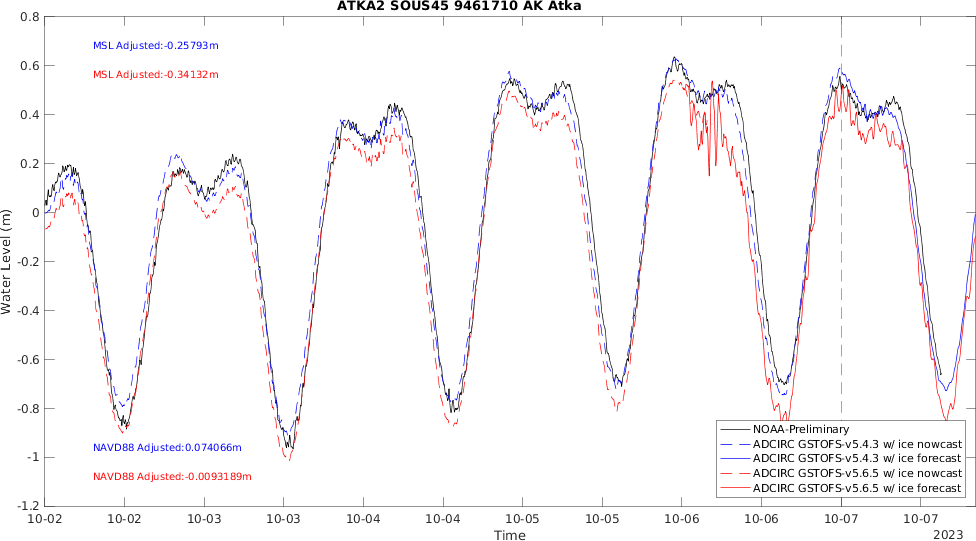 ATKA2 SOUS45 9461710 AK Atka
MSL Adjusted:-0.25793m
MSL Adjusted:-0.34132m
NAVD88 Adjusted:0.074066m
NAVD88 Adjusted:-0.0093189m
0.8
0.6
0.4
0.2
0
-0.2
-0.4
-0.6
-0.8
-1
-1.2
Water Level (m)
NOAA-Preliminary
ADCIRC GSTOFS-v5.4.3 w/ ice nowcast
ADCIRC GSTOFS-v5.4.3 w/ ice forecast
ADCIRC GSTOFS-v5.6.5 w/ ice nowcast
ADCIRC GSTOFS-v5.6.5 w/ ice forecast
10-02 10-02 10-03 10-03 10-04 10-04 10-05 10-05 10-06 10-06 10-07 10-07
Time
2023